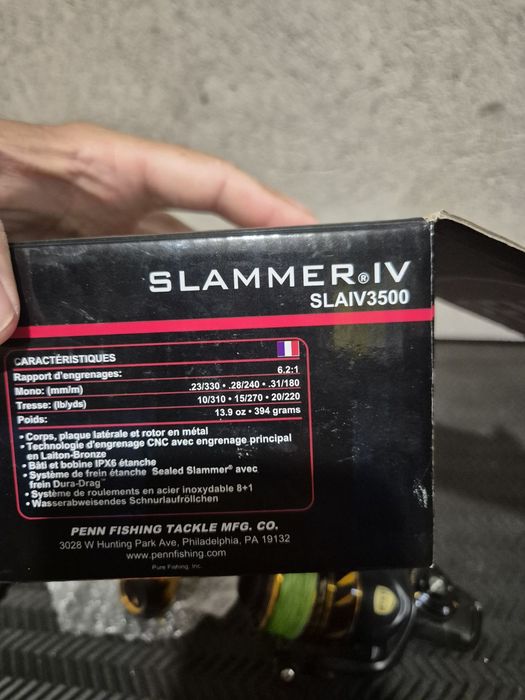 SLAMMER®IV
SLAIV3500
CARACTÉRISTIQUES
Rapport d'engrenages: 6.2:1
Mono: (mm/m) .23/330 • .28/240 • .31/180
Tresse: (lb/yds) 10/310 • 15/270 • 20/220
Poids: 13.9 oz • 394 grams
• Corps, plaque latérale et rotor en métal
• Technologie d'engrenage CNC avec engrenage principal
en Laiton-Bronze
• Bâti et bobine IPX6 étanche
• Système de frein étanche Sealed Slammer® avec
frein Dura-Drag™
• Système de roulements en acier inoxydable 8+1
• Wasserabweisendes Schnurlaufröllchen
PENN FISHING TACKLE MFG. CO.
3028 W Hunting Park Ave, Philadelphia, PA 19132
www.pennfishing.com
Pure Fishing, Inc.